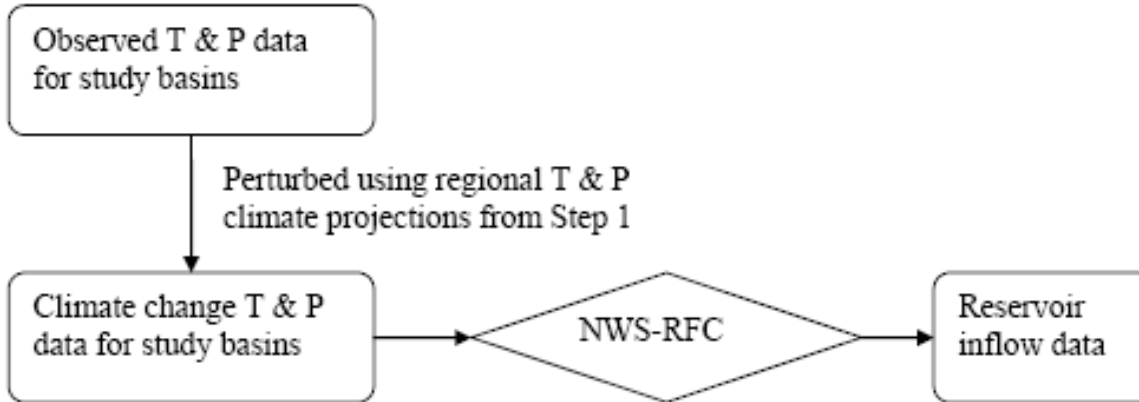 Observed T & P data
for study basins
Perturbed using regional T & P
climate projections from Step 1
Climate change T & P
data for study basins
NWS-RFC
Reservoir
inflow data